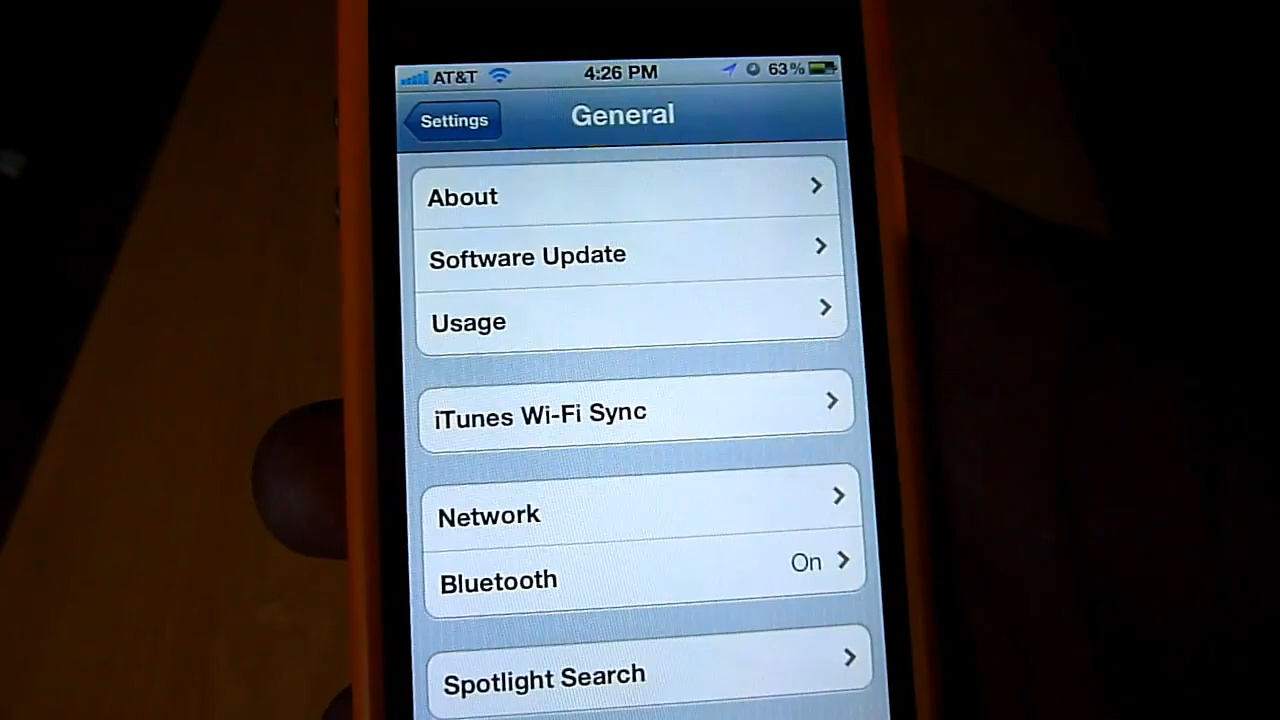 AT&T 4:26 PM 63%
Settings General
About
Software Update
Usage
iTunes Wi-Fi Sync
Network
Bluetooth On
Spotlight Search